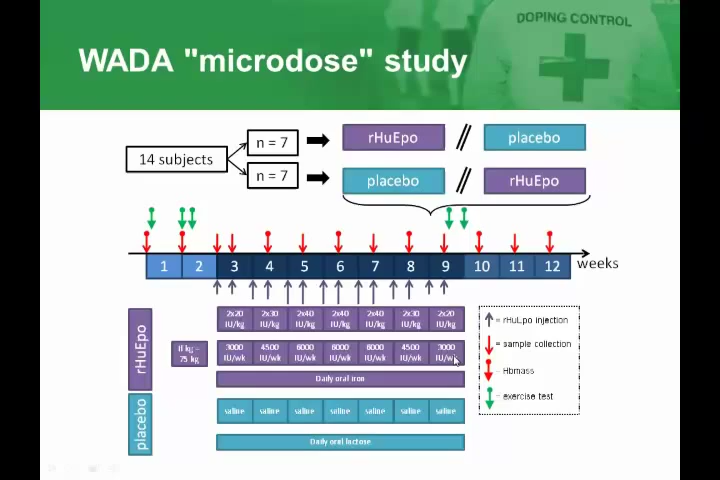 DOPING CONTROL
WADA "microdose" study
14 subjects
n = 7
rHuEpo
//
placebo
n = 7
placebo
//
rHuEpo
1 2 3 4 5 6 7 8 9 10 11 12 weeks
rHuEpo
2x20 IU/kg
2x30 IU/kg
2x40 IU/kg
2x40 IU/kg
2x40 IU/kg
2x30 IU/kg
2x20 IU/kg
If kg =
75 kg
3000 IU/wk
4500 IU/wk
6000 IU/wk
6000 IU/wk
6000 IU/wk
4500 IU/wk
3000 IU/wk
Daily oral iron
placebo
saline saline saline saline saline saline saline
Daily oral lactose
= rHuEpo injection
= sample collection
= Hbmass
= exercise test